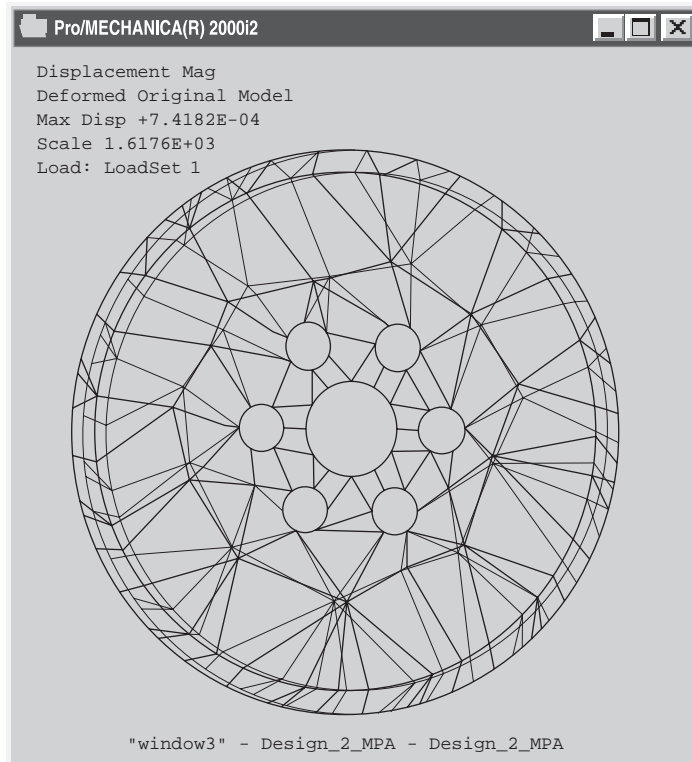 Pro/MECHANICA(R) 2000i2
Displacement Mag
Deformed Original Model
Max Disp +7.4182E-04
Scale 1.6176E+03
Load: LoadSet 1
"window3" - Design_2_MPA - Design_2_MPA